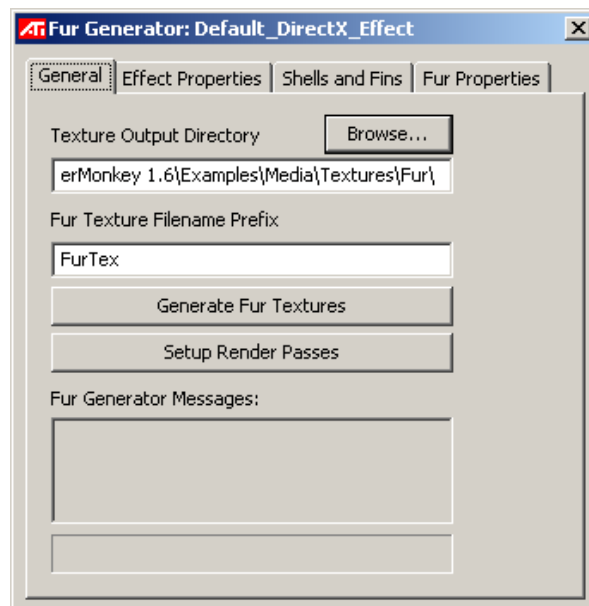 ATI Fur Generator: Default_DirectX_Effect
General Effect Properties Shells and Fins Fur Properties
Texture Output Directory Browse...
erMonkey 1.6\Examples\Media\Textures\Fur\
Fur Texture Filename Prefix
FurTex
Generate Fur Textures
Setup Render Passes
Fur Generator Messages: